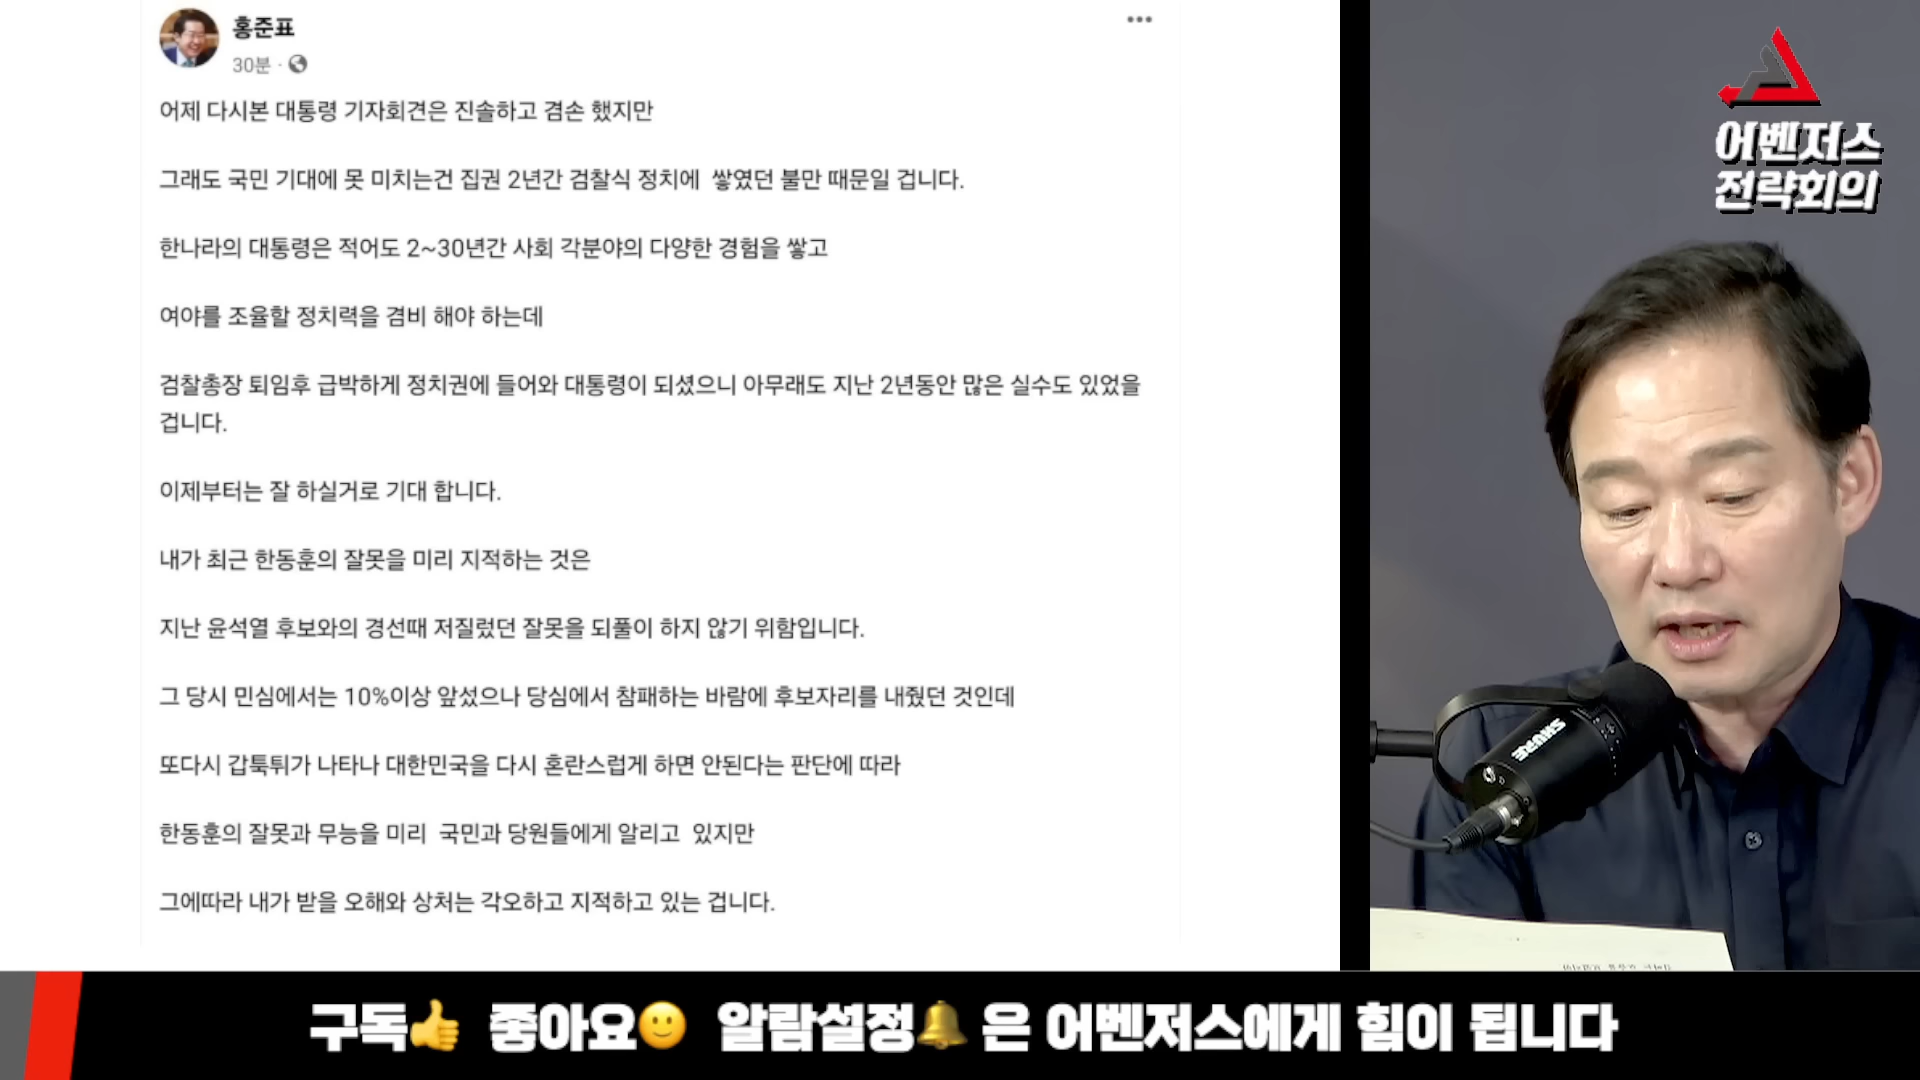 홍준표
30분 ·
어제 다시본 대통령 기자회견은 진솔하고 겸손 했지만
그래도 국민 기대에 못 미치는건 집권 2년간 검찰식 정치에 쌓였던 불만 때문일 겁니다.
한나라의 대통령은 적어도 2~30년간 사회 각분야의 다양한 경험을 쌓고
여야를 조율할 정치력을 겸비 해야 하는데
검찰총장 퇴임후 급박하게 정치권에 들어와 대통령이 되셨으니 아무래도 지난 2년동안 많은 실수도 있었을
겁니다.
이제부터는 잘 하실거로 기대 합니다.
내가 최근 한동훈의 잘못을 미리 지적하는 것은
지난 윤석열 후보와의 경선때 저질렀던 잘못을 되풀이 하지 않기 위함입니다.
그 당시 민심에서는 10%이상 앞섰으나 당심에서 참패하는 바람에 후보자리를 내줬던 것인데
또다시 갑툭튀가 나타나 대한민국을 다시 혼란스럽게 하면 안된다는 판단에 따라
한동훈의 잘못과 무능을 미리 국민과 당원들에게 알리고 있지만
그에따라 내가 받을 오해와 상처는 각오하고 지적하고 있는 겁니다.
어벤저스
전략회의
SHURE
구독👍 좋아요🙂 알람설정🔔 은 어벤저스에게 힘이 됩니다